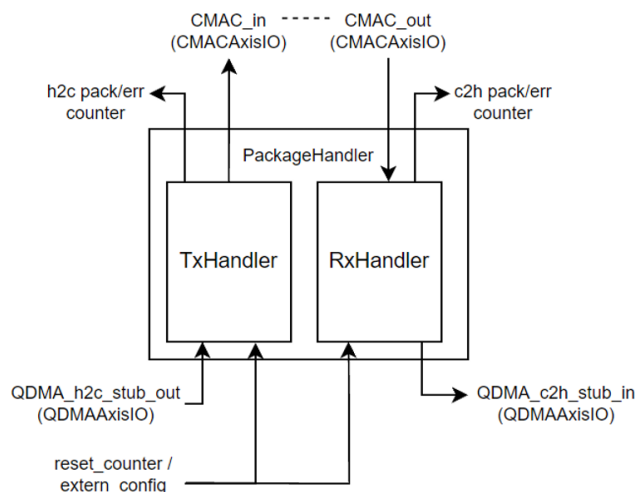 CMAC_in
(CMACAxisIO)
CMAC_out
(CMACAxisIO)
h2c pack/err
counter
c2h pack/err
counter
PackageHandler
TxHandler
RxHandler
QDMA_h2c_stub_out
(QDMAAxisIO)
QDMA_c2h_stub_in
(QDMAAxisIO)
reset_counter /
extern_config